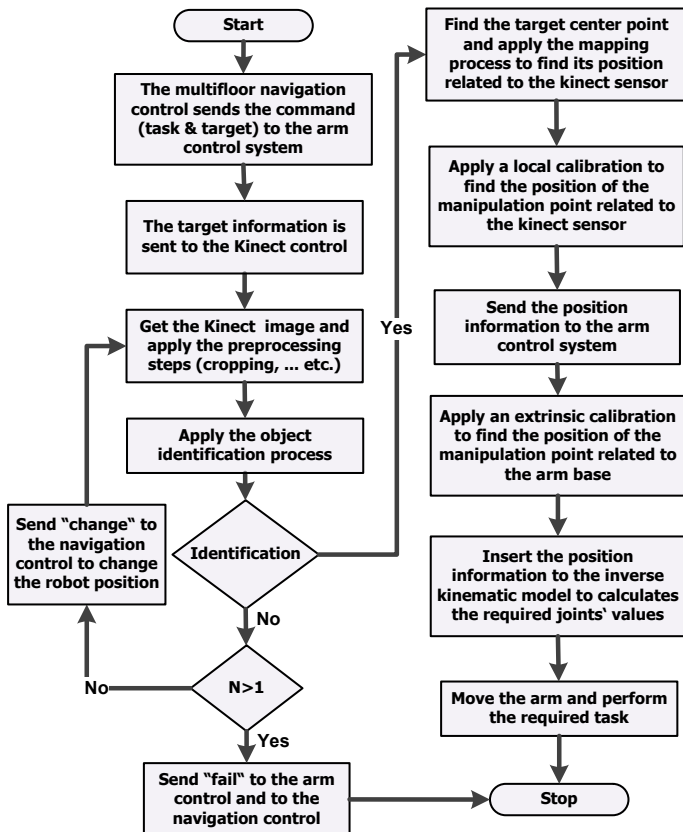 Start
The multifloor navigation
control sends the command
(task & target) to the arm
control system
The target information is
sent to the Kinect control
Get the Kinect image and
apply the preprocessing
steps (cropping, ... etc.)
Apply the object
identification process
Identification
Yes
No
N>1
No
Send "change" to
the navigation
control to change
the robot position
Yes
Send "fail" to the arm
control and to the
navigation control
Find the target center point
and apply the mapping
process to find its position
related to the kinect sensor
Apply a local calibration to
find the position of the
manipulation point related to
the kinect sensor
Send the position
information to the arm
control system
Apply an extrinsic calibration
to find the position of the
manipulation point related to
the arm base
Insert the position
information to the inverse
kinematic model to calculates
the required joints' values
Move the arm and perform
the required task
Stop